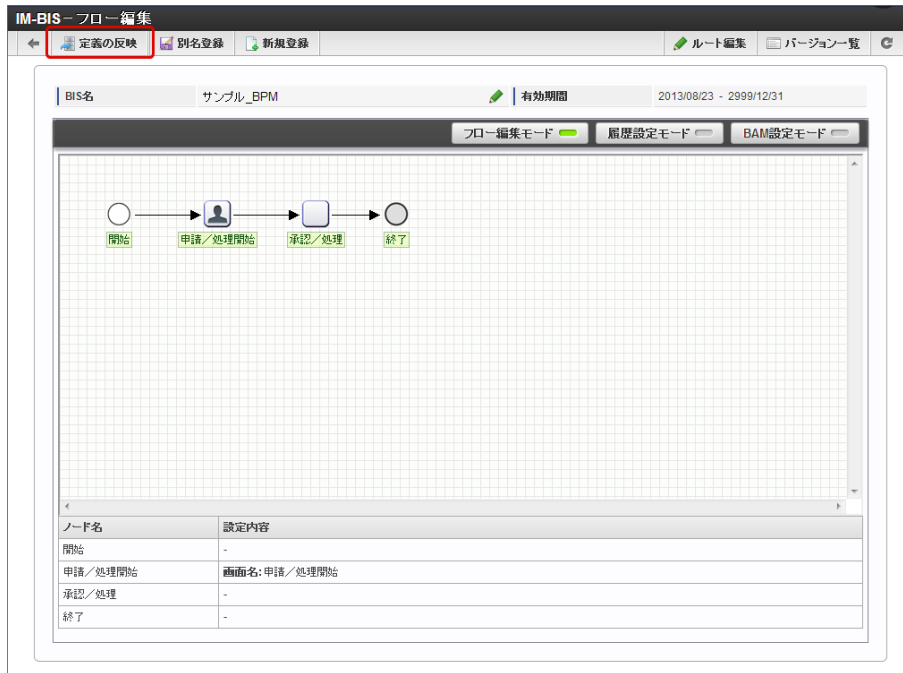 IM-BIS－フロー編集
定義の反映 別名登録 新規登録 ルート編集 バージョン一覧
BIS名 サンプル_BPM 有効期間 2013/08/23 - 2999/12/31
フロー編集モード 履歴設定モード BAM設定モード
開始 申請／処理開始 承認／処理 終了
ノード名 設定内容
開始 -
申請／処理開始 画面名:申請／処理開始
承認／処理 -
終了 -